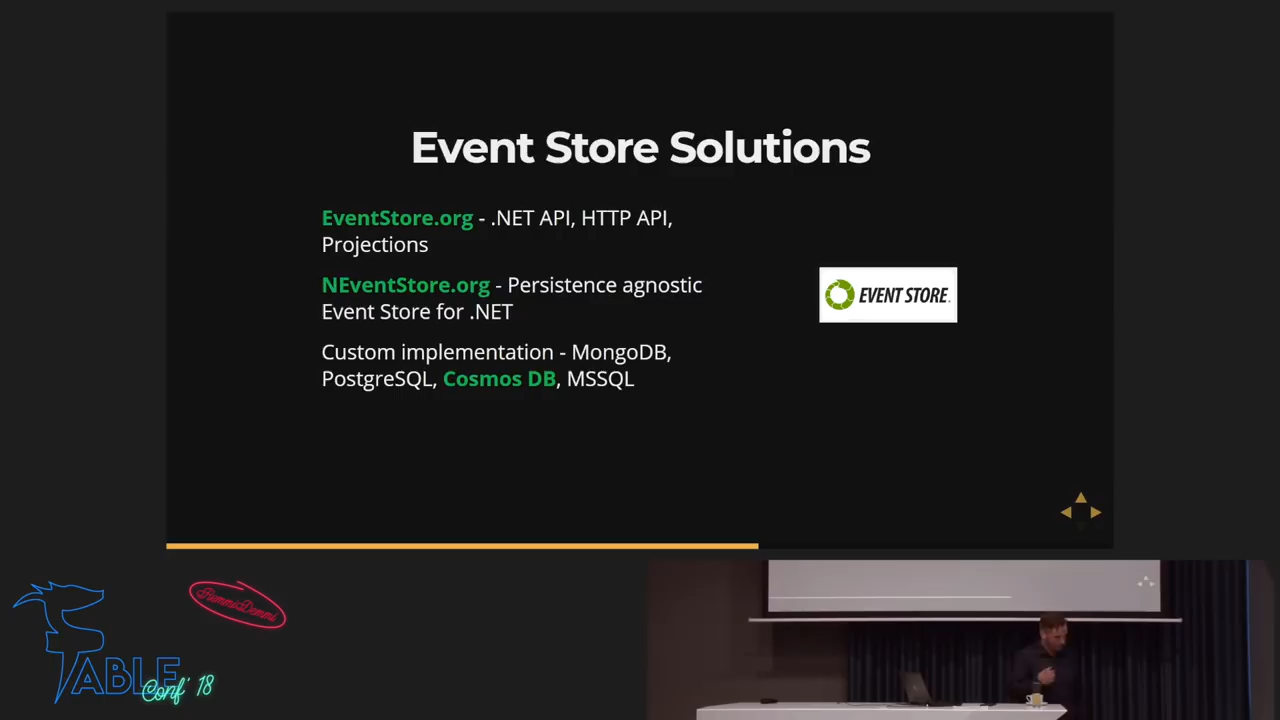 Event Store Solutions
EventStore.org - .NET API, HTTP API,
Projections
NEventStore.org - Persistence agnostic
Event Store for .NET
Custom implementation - MongoDB,
PostgreSQL, Cosmos DB, MSSQL
EVENT STORE
TABLE
Conf' 18